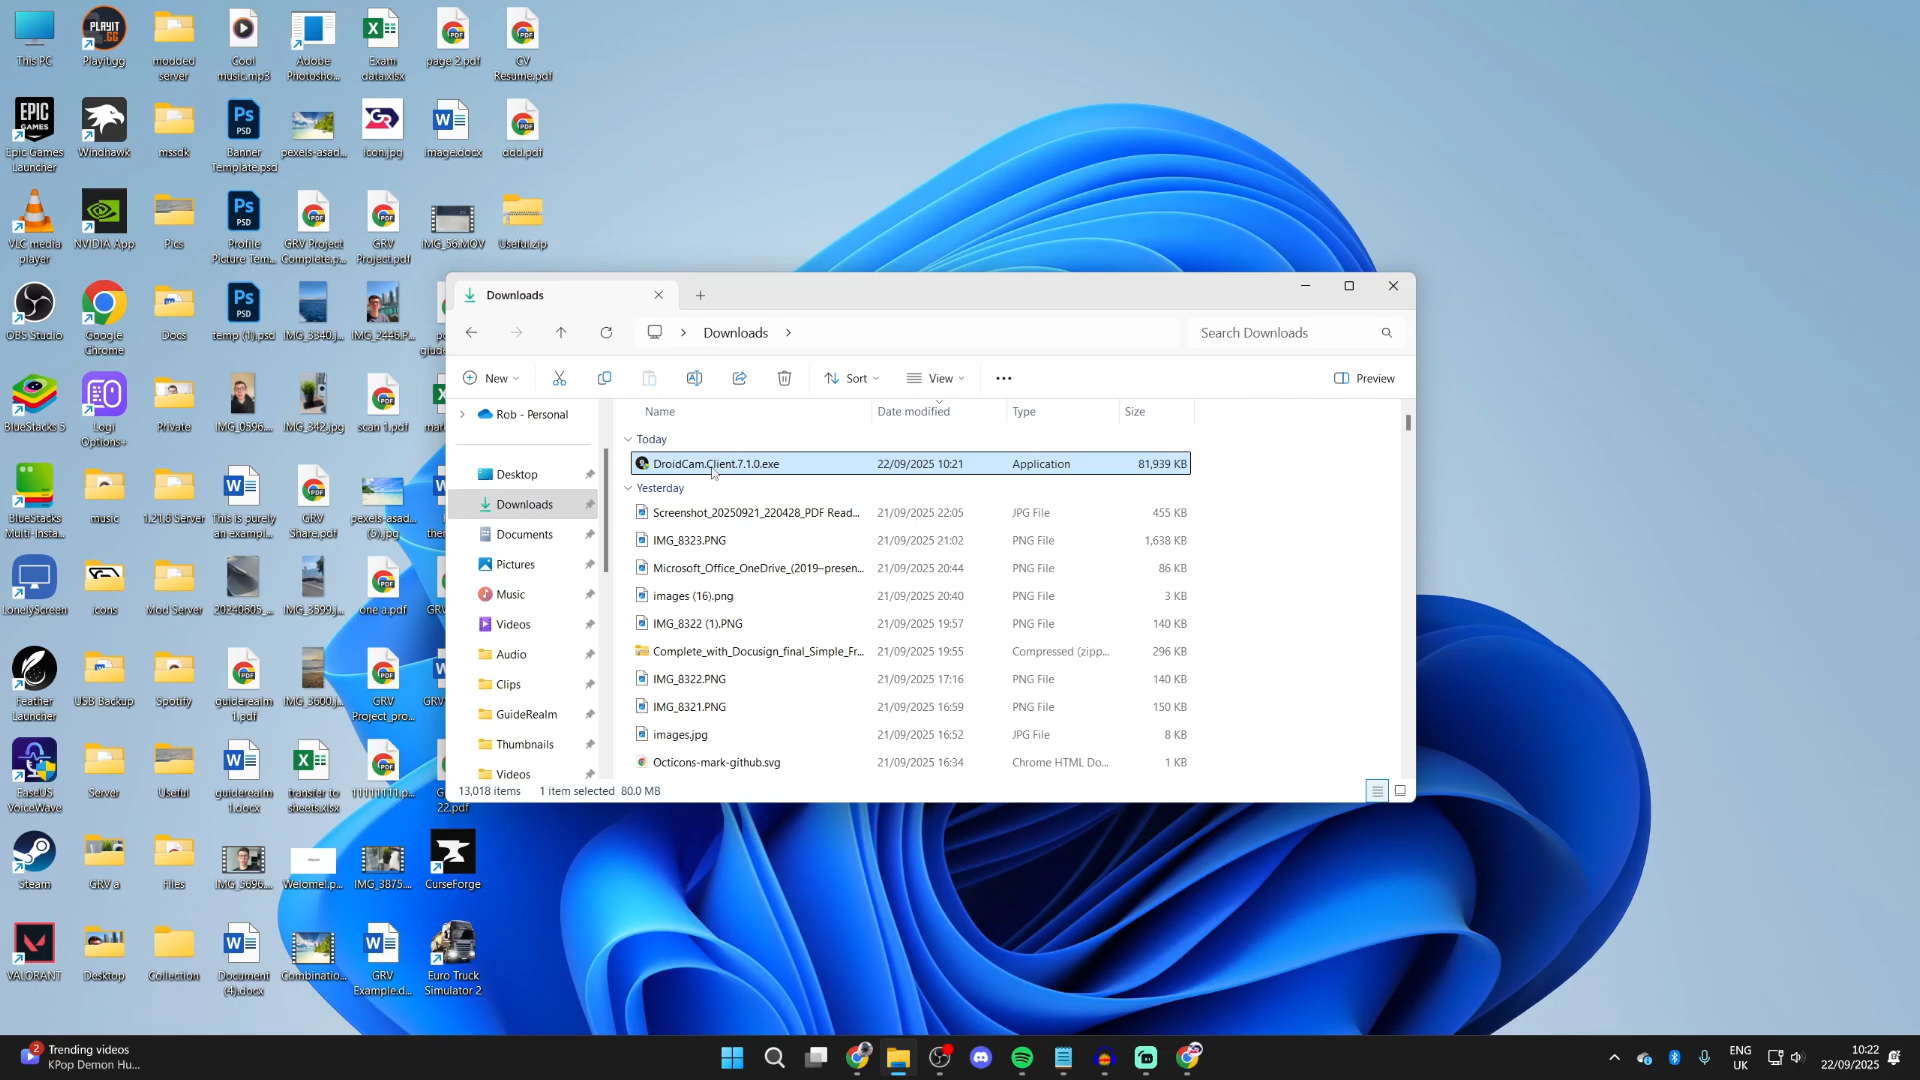 This PC
Playit.gg
modded
server
Cool
music.mp3
Adobe
Photosho...
Exam
data.xlsx
page 2.pdf
CV
Resume.pdf
Epic Games
Launcher
Windhawk
mssdk
Banner
Template.psd
pexels-asad...
icon.jpg
image.docx
ddd.pdf
VLC media
player
NVIDIA App
Pics
Profile
Picture Tem...
GRV Project
Complete.p...
GRV
Project.pdf
IMG_56.MOV
Useful.zip
OBS Studio
Google
Chrome
Docs
temp (1).psd
IMG_3340.j...
IMG_2446.P...
BlueStacks 5
Logi
Options+
Private
IMG_0596....
IMG_342.jpg
scan 1.pdf
BlueStacks
Multi-Insta...
music
1.21.8 Server
This is purely
an exampl...
GRV
Share.pdf
pexels-asad...
(5).jpg
LonelyScreen
icons
Mod Server
20240605_...
IMG_3599.j...
one a.pdf
Feather
Launcher
USB Backup
Spotify
guiderealm
1.pdf
IMG_3600.j...
GRV
Project_pro...
EaseUS
VoiceWave
Server
Useful
guiderealm
1.docx
transfer to
sheets.xlsx
11111111.p...
22.pdf
Steam
GRV a
Files
IMG_3696....
Welome!.p...
IMG_3875....
CurseForge
VALORANT
Desktop
Collection
Document
(4).docx
Combinatio...
GRV
Example.d...
Euro Truck
Simulator 2
Downloads
Downloads
Search Downloads
New
Sort
View
Preview
Rob - Personal
Desktop
Downloads
Documents
Pictures
Music
Videos
Audio
Clips
GuideRealm
Thumbnails
Videos
Name Date modified Type Size
Today
DroidCam.Client.7.1.0.exe 22/09/2025 10:21 Application 81,939 KB
Yesterday
Screenshot_20250921_220428_PDF Read... 21/09/2025 22:05 JPG File 455 KB
IMG_8323.PNG 21/09/2025 21:02 PNG File 1,638 KB
Microsoft_Office_OneDrive_(2019–presen... 21/09/2025 20:44 PNG File 86 KB
images (16).png 21/09/2025 20:40 PNG File 3 KB
IMG_8322 (1).PNG 21/09/2025 19:57 PNG File 140 KB
Complete_with_Docusign_final_Simple_Fr... 21/09/2025 19:55 Compressed (zipp... 296 KB
IMG_8322.PNG 21/09/2025 17:16 PNG File 140 KB
IMG_8321.PNG 21/09/2025 16:59 PNG File 150 KB
images.jpg 21/09/2025 16:52 JPG File 8 KB
Octicons-mark-github.svg 21/09/2025 16:34 Chrome HTML Do... 1 KB
13,018 items 1 item selected 80.0 MB
2
Trending videos
KPop Demon Hu...
ENG
UK
10:22
22/09/2025